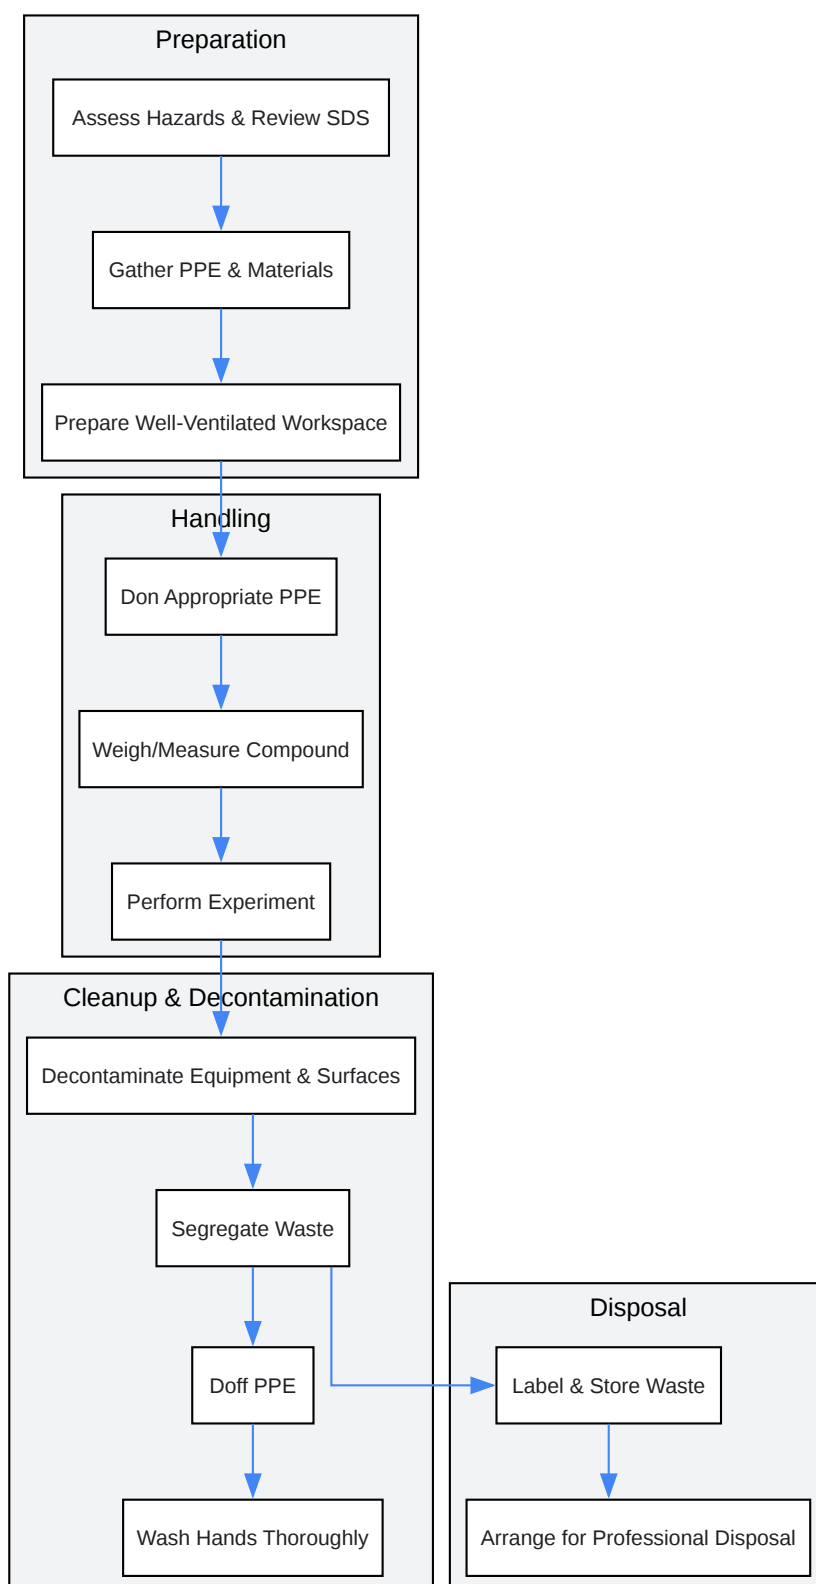 Preparation
Assess Hazards & Review SDS
Gather PPE & Materials
Prepare Well-Ventilated Workspace
Handling
Don Appropriate PPE
Weigh/Measure Compound
Perform Experiment
Cleanup & Decontamination
Decontaminate Equipment & Surfaces
Segregate Waste
Doff PPE
Wash Hands Thoroughly
Disposal
Label & Store Waste
Arrange for Professional Disposal